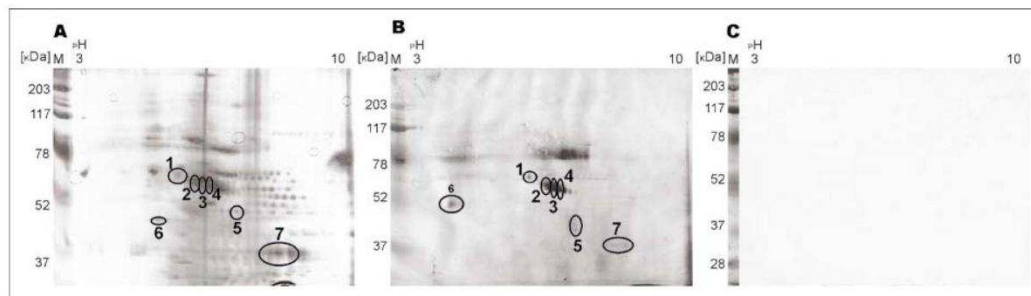 A B C
pH pH pH
[kDa] M 3 10 [kDa] M 3 10 [kDa] M 3 10
203 203 203
117 117 117
78 78 78
52 52 52
37 37 37
28
1 2 3 4 5 6 7
1 2 3 4 5 6 7